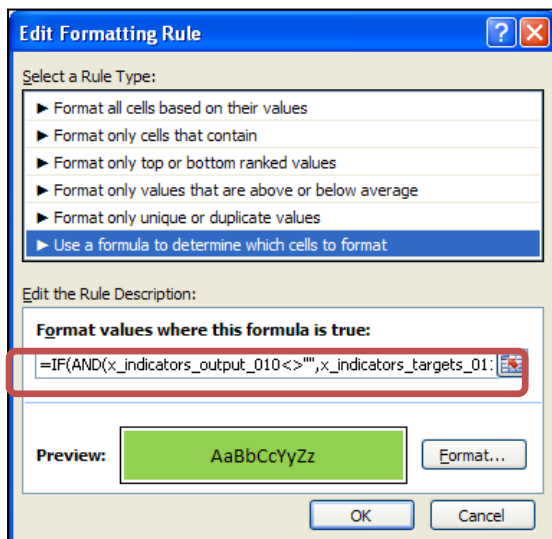 Edit Formatting Rule
Select a Rule Type:
► Format all cells based on their values
► Format only cells that contain
► Format only top or bottom ranked values
► Format only values that are above or below average
► Format only unique or duplicate values
► Use a formula to determine which cells to format
Edit the Rule Description:
Format values where this formula is true:
=IF(AND(x_indicators_output_010<>"",x_indicators_targets_01
Preview:
AaBbCcYyZz
Format...
OK
Cancel